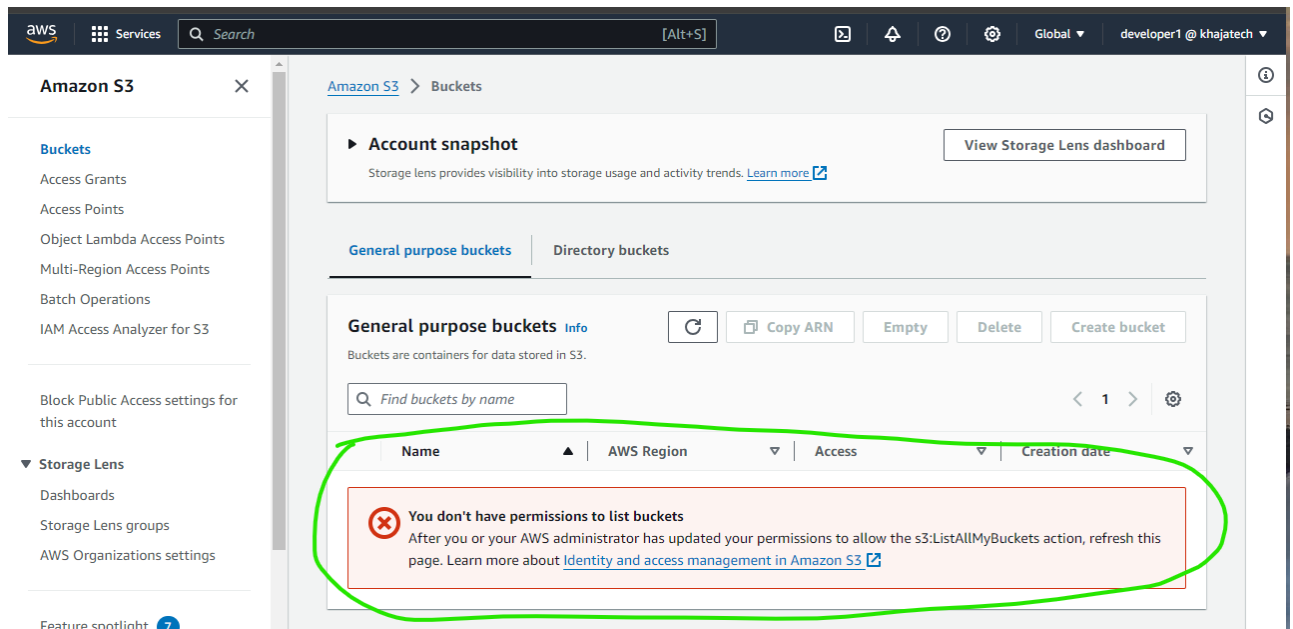 aws
Services
Search
[Alt+S]
Global
developer1 @ khajatech
Amazon S3
Buckets
Access Grants
Access Points
Object Lambda Access Points
Multi-Region Access Points
Batch Operations
IAM Access Analyzer for S3
Block Public Access settings for
this account
Storage Lens
Dashboards
Storage Lens groups
AWS Organizations settings
Feature spotlight 7
Amazon S3 > Buckets
Account snapshot
View Storage Lens dashboard
Storage lens provides visibility into storage usage and activity trends. Learn more
General purpose buckets
Directory buckets
General purpose buckets Info
Copy ARN
Empty
Delete
Create bucket
Buckets are containers for data stored in S3.
Find buckets by name
1
Name
AWS Region
Access
Creation date
You don't have permissions to list buckets
After you or your AWS administrator has updated your permissions to allow the s3:ListAllMyBuckets action, refresh this
page. Learn more about Identity and access management in Amazon S3